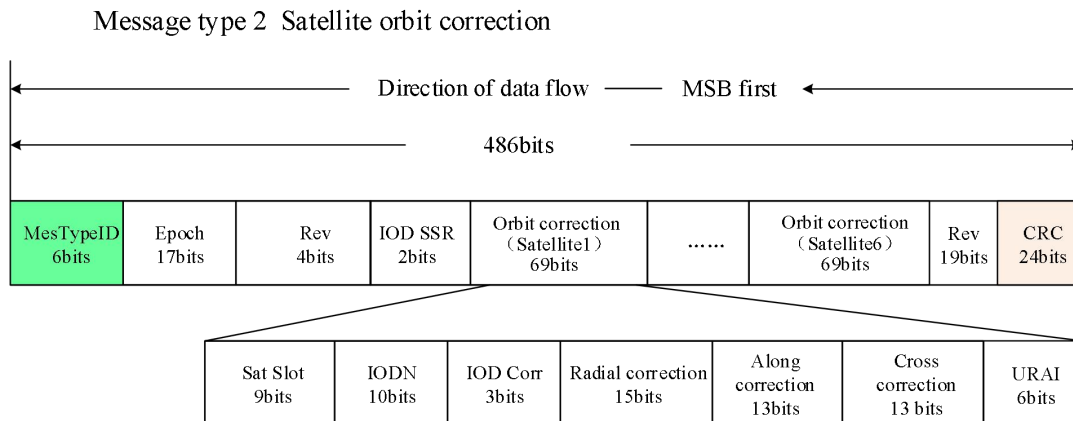 Message type 2 Satellite orbit correction
Direction of data flow MSB first
486bits
MesTypeID
6bits
Epoch
17bits
Rev
4bits
IOD SSR
2bits
Orbit correction
（Satellite1）
69bits
......
Orbit correction
（Satellite6）
69bits
Rev
19bits
CRC
24bits
Sat Slot
9bits
IODN
10bits
IOD Corr
3bits
Radial correction
15bits
Along
correction
13bits
Cross
correction
13 bits
URAI
6bits